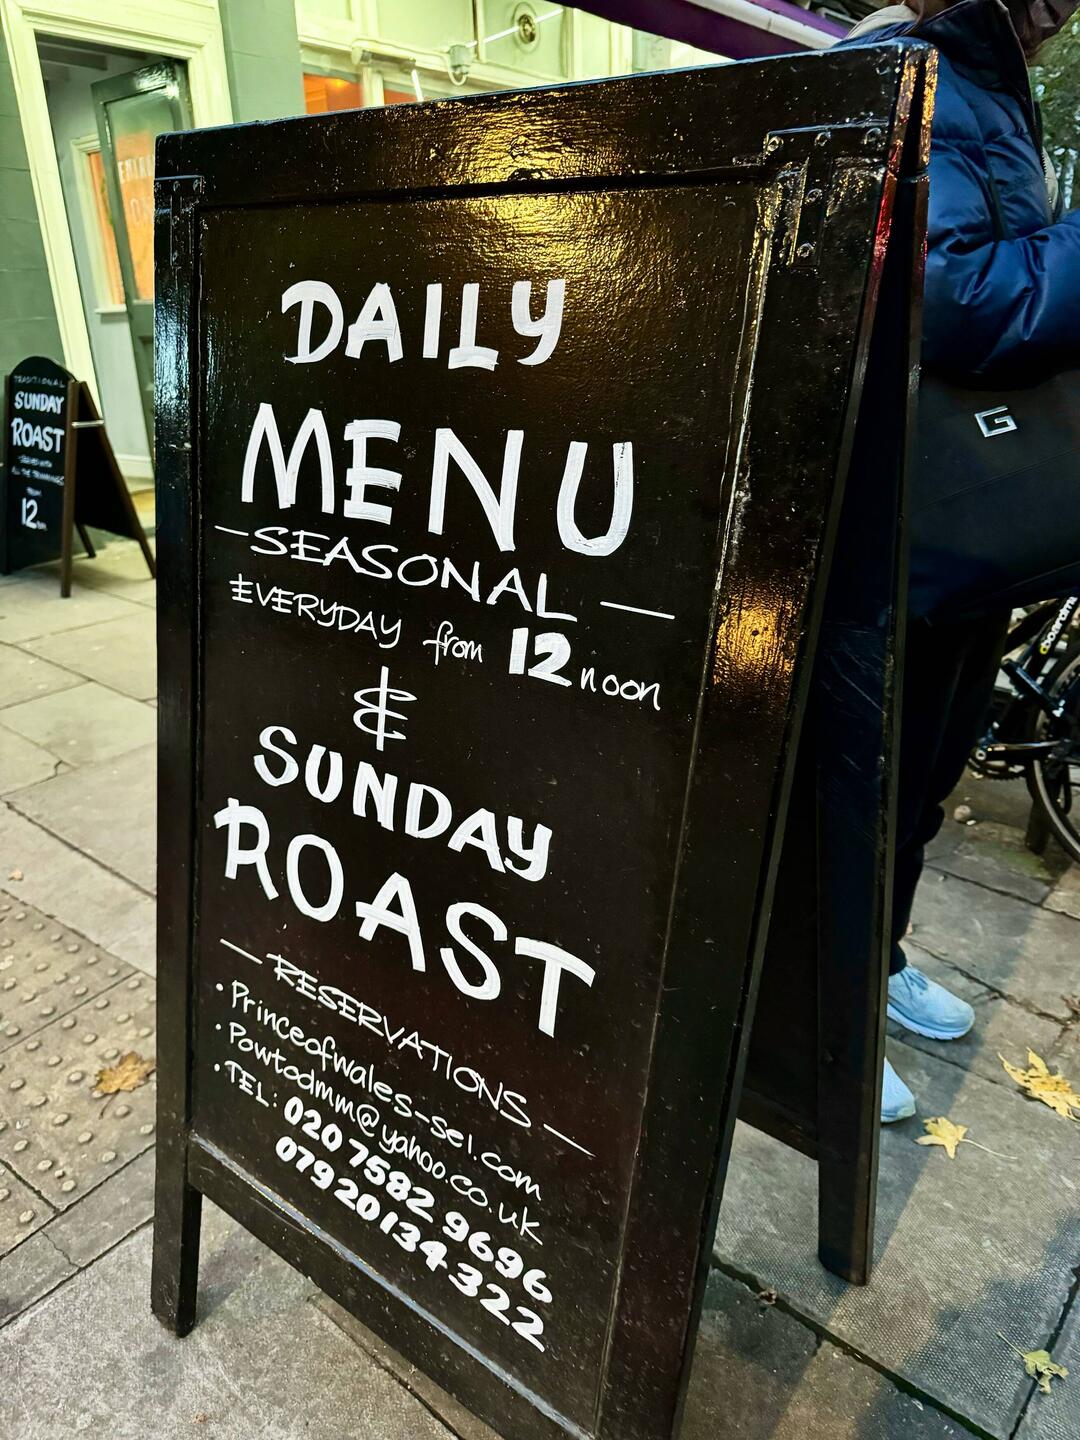 DAILY
MENU
SEASONAL
EVERYDAY from 12 noon
&
SUNDAY
ROAST
RESERVATIONS
• Princeofwales-sel.com
• Powtodmm@yahoo.co.uk
• TEL: 020 7582 9696
07920134322
TRADITIONAL
SUNDAY
ROAST
12
G